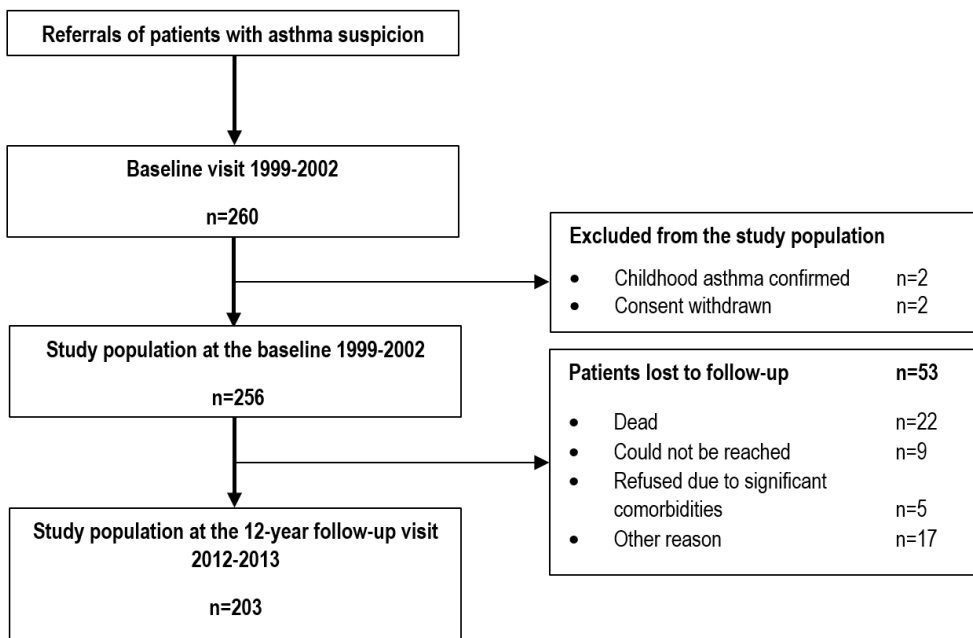 Referrals of patients with asthma suspicion
Baseline visit 1999-2002
n=260
Excluded from the study population
• Childhood asthma confirmed n=2
• Consent withdrawn n=2
Study population at the baseline 1999-2002
n=256
Patients lost to follow-up n=53
• Dead n=22
• Could not be reached n=9
• Refused due to significant
comorbidities n=5
• Other reason n=17
Study population at the 12-year follow-up visit
2012-2013
n=203